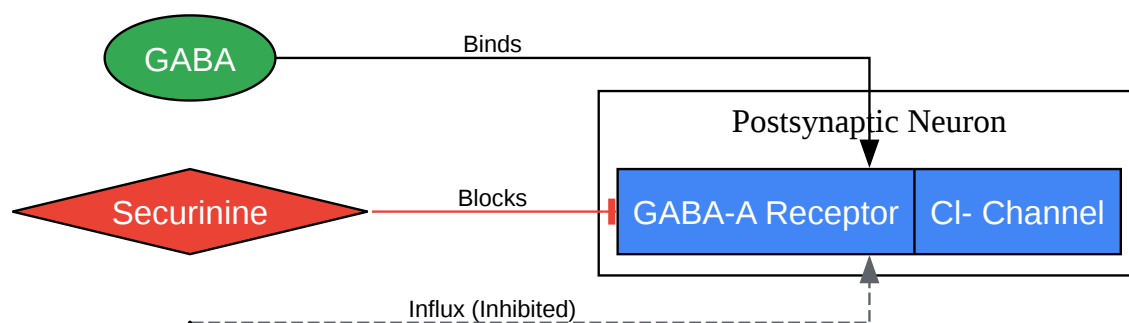 GABA
Binds
Postsynaptic Neuron
Securinine
Blocks
GABA-A Receptor
Cl- Channel
Influx (Inhibited)